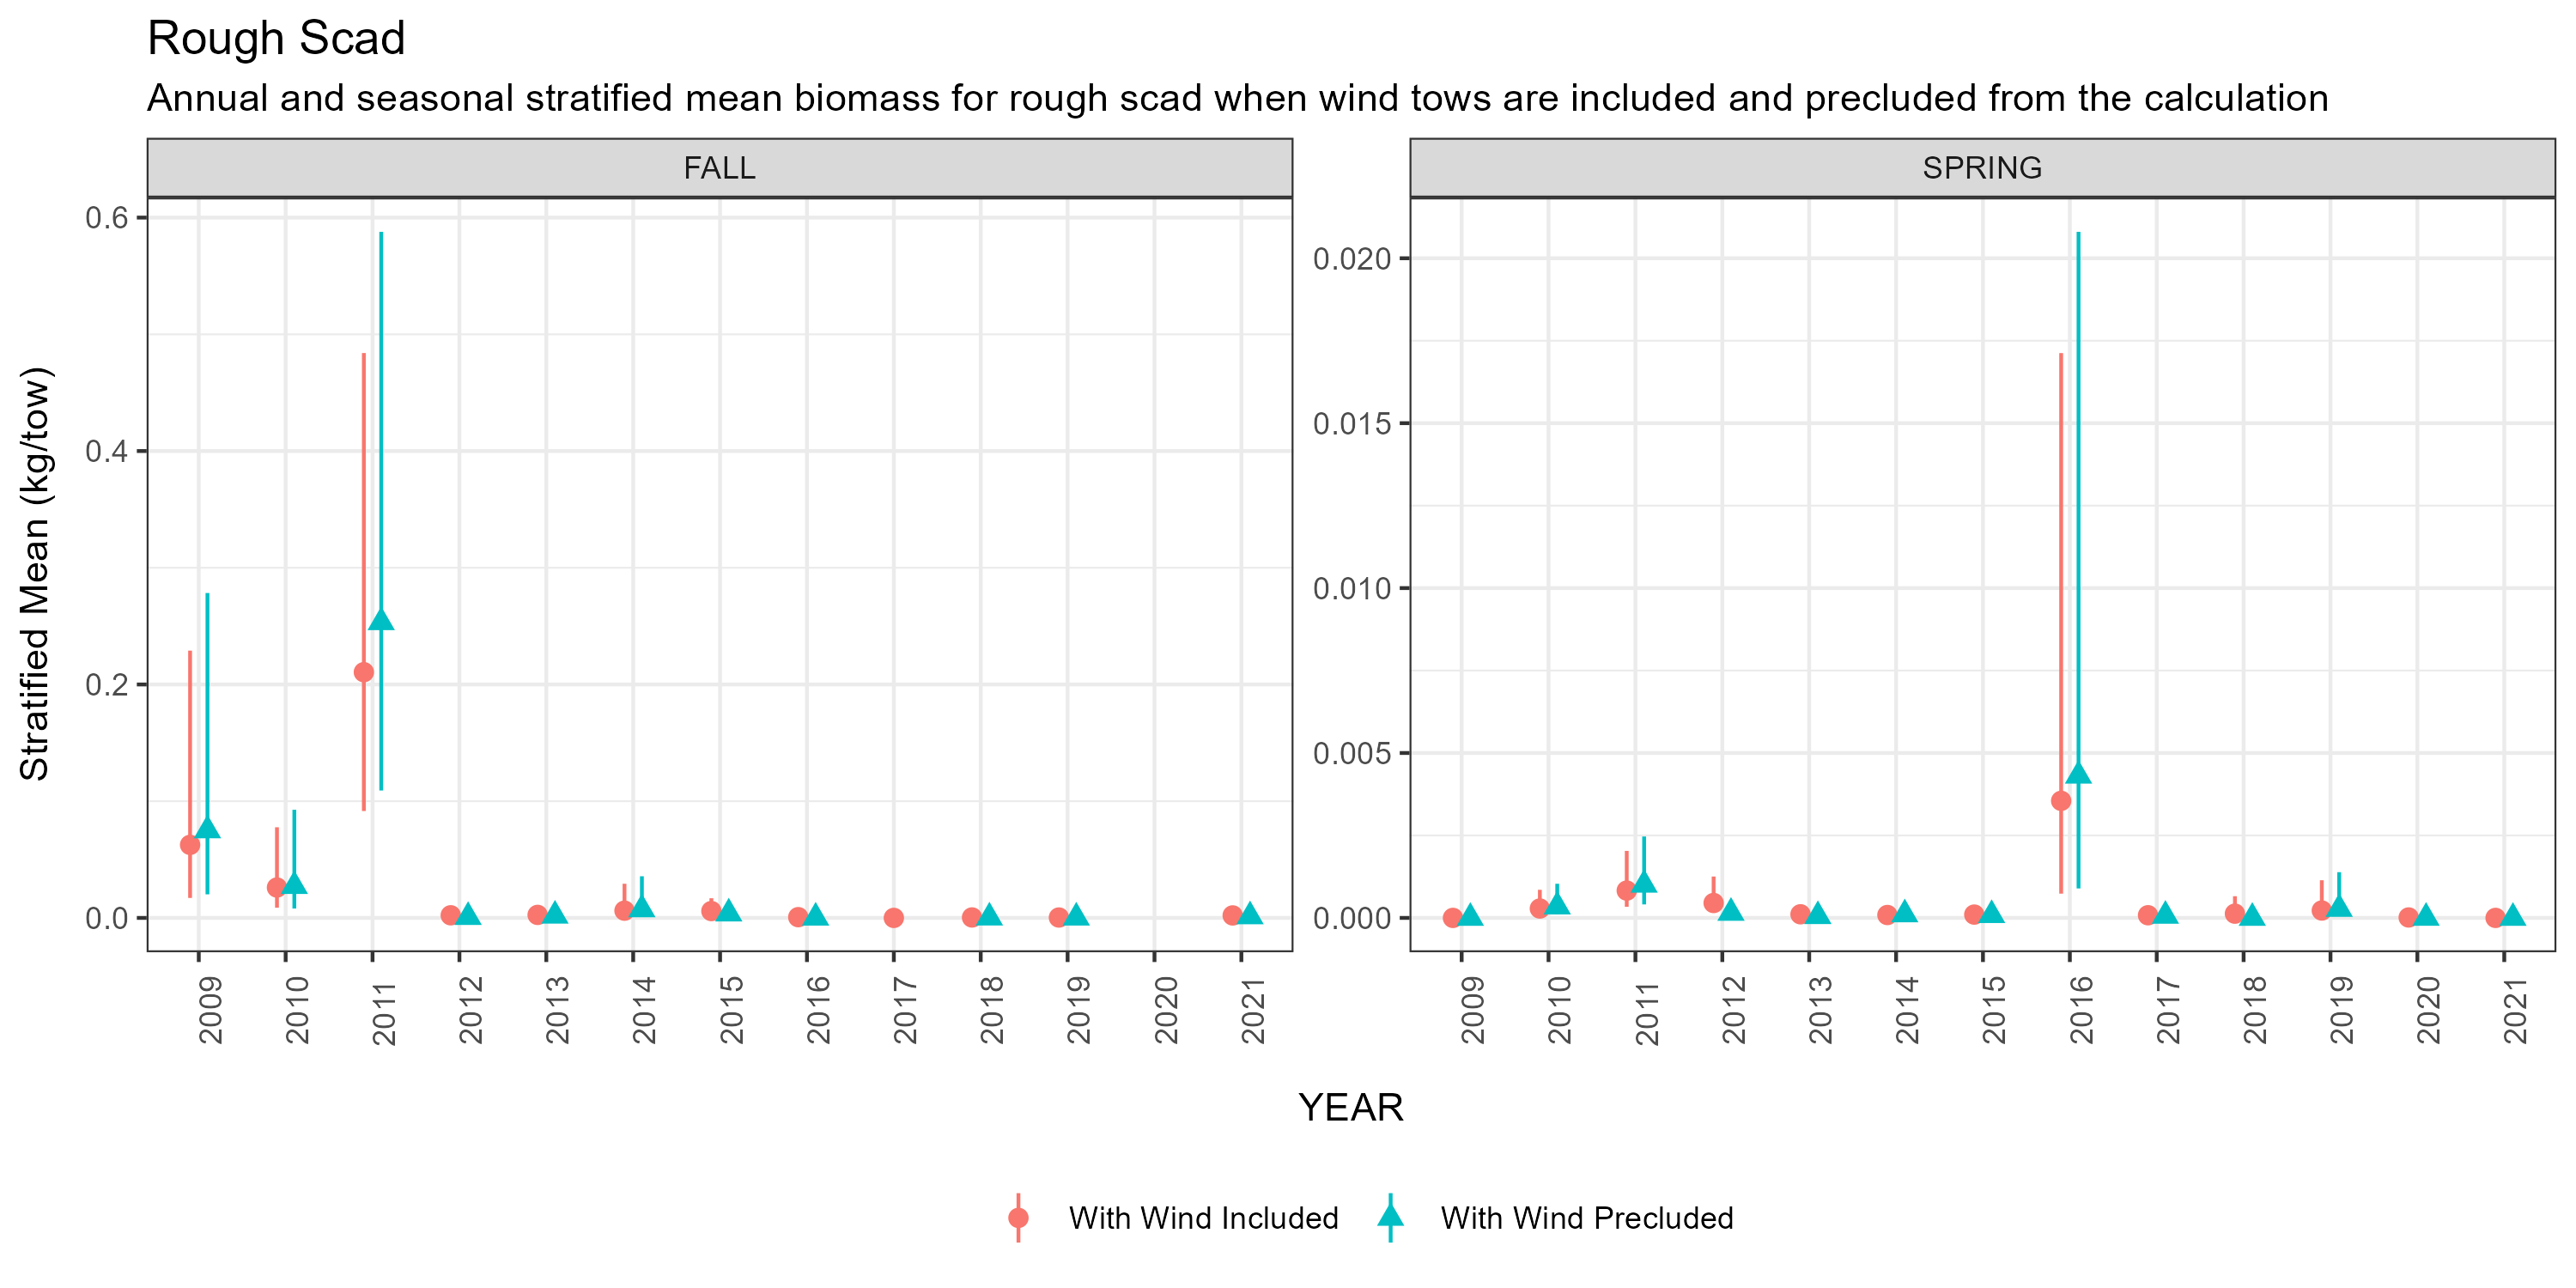 Rough Scad
Annual and seasonal stratified mean biomass for rough scad when wind tows are included and precluded from the calculation
FALL
SPRING
Stratified Mean (kg/tow)
0.6
0.4
0.2
0.0
0.020
0.015
0.010
0.005
0.000
2009 2010 2011 2012 2013 2014 2015 2016 2017 2018 2019 2020 2021
2009 2010 2011 2012 2013 2014 2015 2016 2017 2018 2019 2020 2021
YEAR
With Wind Included
With Wind Precluded